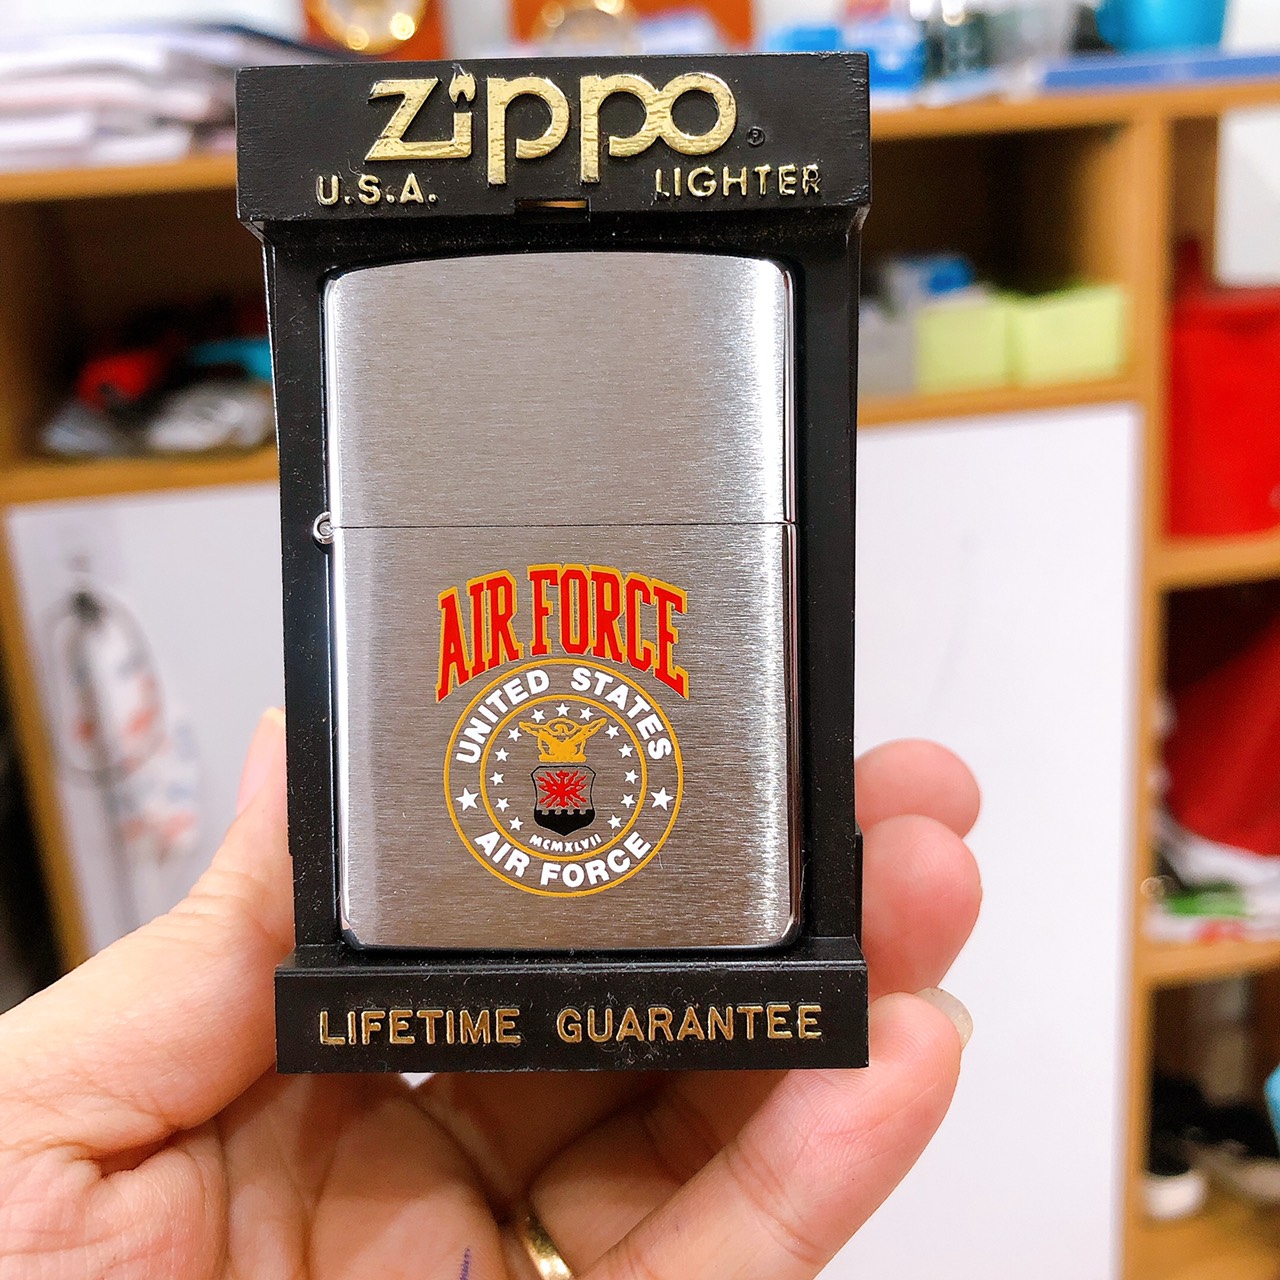 Zippo®
U.S.A. LIGHTER
AIR FORCE
UNITED STATES
MCMXLVII
AIR FORCE
LIFETIME GUARANTEE